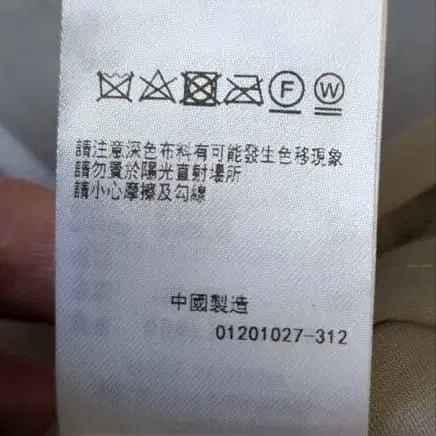 F W
請注意深色布料有可能發生色移現象
請勿置於陽光直射場所
請小心摩擦及勾線
中國製造
01201027-312